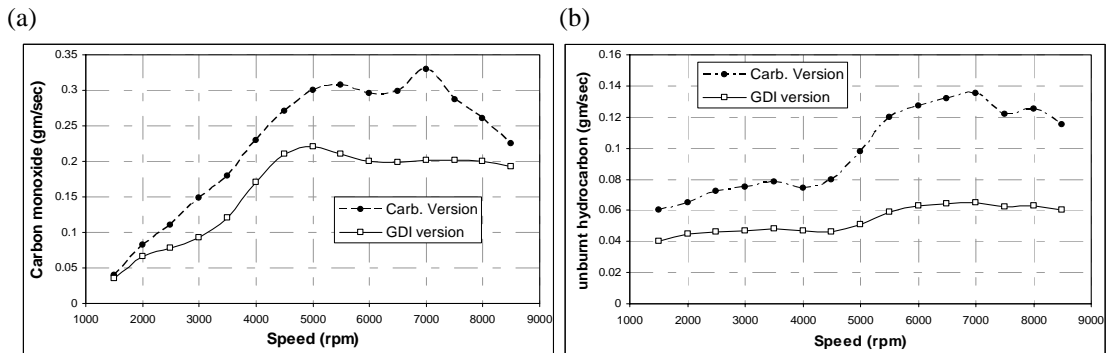 (a)
Carbon monoxide (gm/sec)
0.35
0.3
0.25
0.2
0.15
0.1
0.05
0
Carb. Version
GDI version
1000 2000 3000 4000 5000 6000 7000 8000 9000
Speed (rpm)
(b)
unburnt hydrocarbon (gm/sec)
0.16
0.14
0.12
0.1
0.08
0.06
0.04
0.02
0
Carb. Version
GDI version
1000 2000 3000 4000 5000 6000 7000 8000 9000
Speed (rpm)